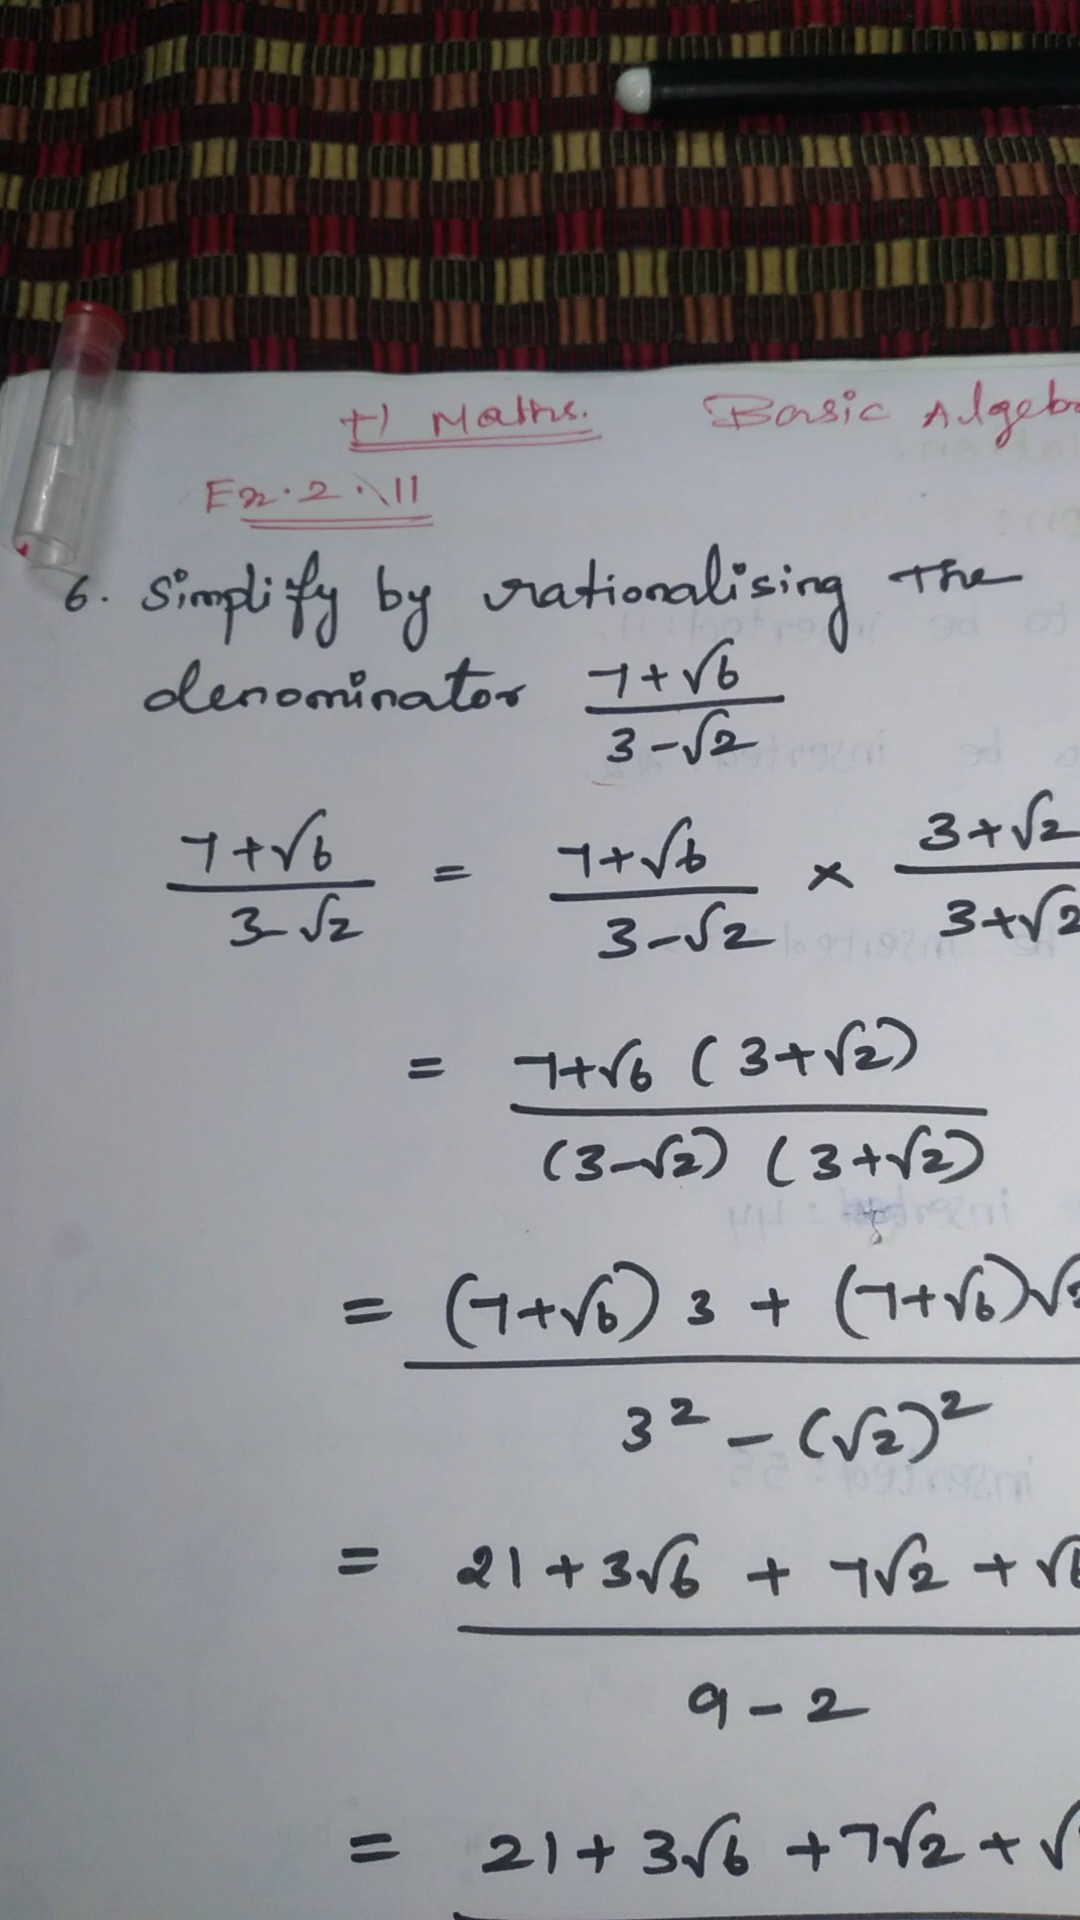 +1 Maths. Basic Algeb
Ex. 2.11
6. Simplify by rationalising the
denominator (7+√6)/(3-√2)
(7+√6)/(3-√2) = (7+√6)/(3-√2) × (3+√2)/(3+√2)
= 7+√6 (3+√2) / (3-√2) (3+√2)
= (7+√6) 3 + (7+√6)√ / 3² - (√2)²
= 21+3√6 + 7√2 + √6 / 9-2
= 21+3√6 +7√2 + √